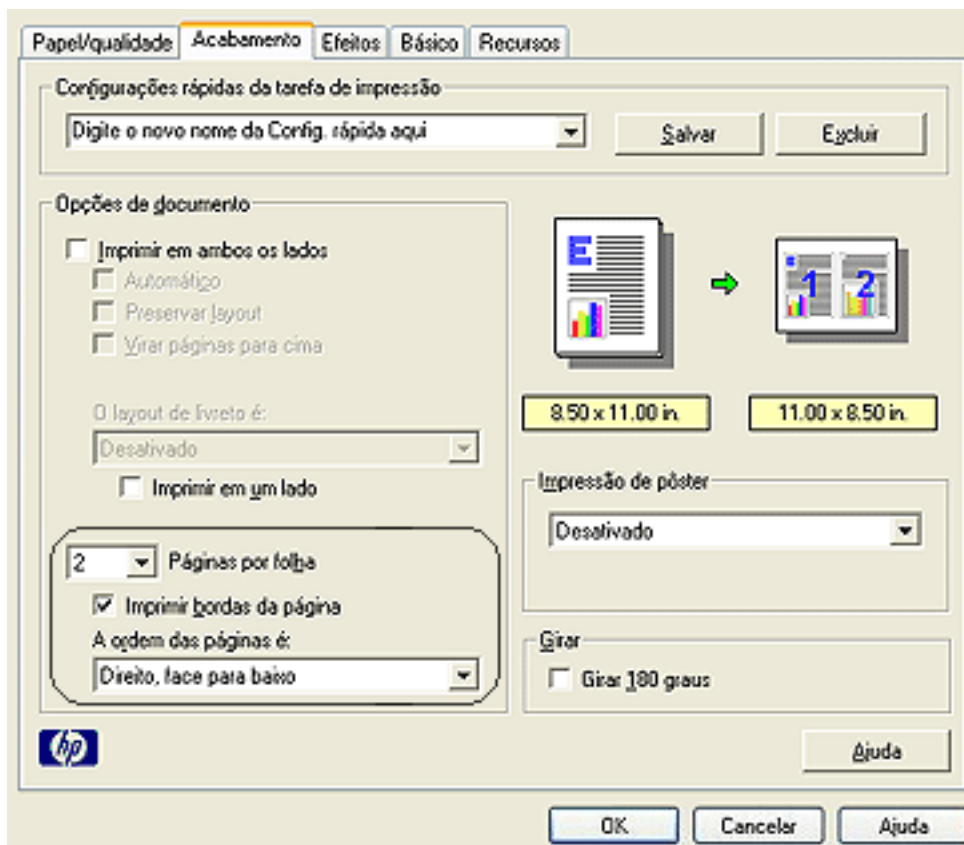 Papel/qualidade Acabamento Efeitos Básico Recursos
Configurações rápidas da tarefa de impressão
Digite o novo nome da Config. rápida aqui Salvar Excluir
Opções de documento
Imprimir em ambos os lados
Automático
Preservar layout
Virar páginas para cima
E
1 2
O layout de livreto é:
8.50 x 11.00 in. 11.00 x 8.50 in.
Desativado
Imprimir em um lado
Impressão de pôster
Desativado
2 Páginas por folha
Imprimir bordas da página
A ordem das páginas é:
Direito, face para baixo
Girar
Girar 180 graus
hp
Ajuda
OK Cancelar Ajuda